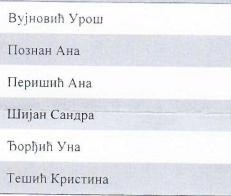 Вујновић Урош
Познан Ана
Перишић Ана
Шијан Сандра
Ђорђић Уна
Тешић Кристина